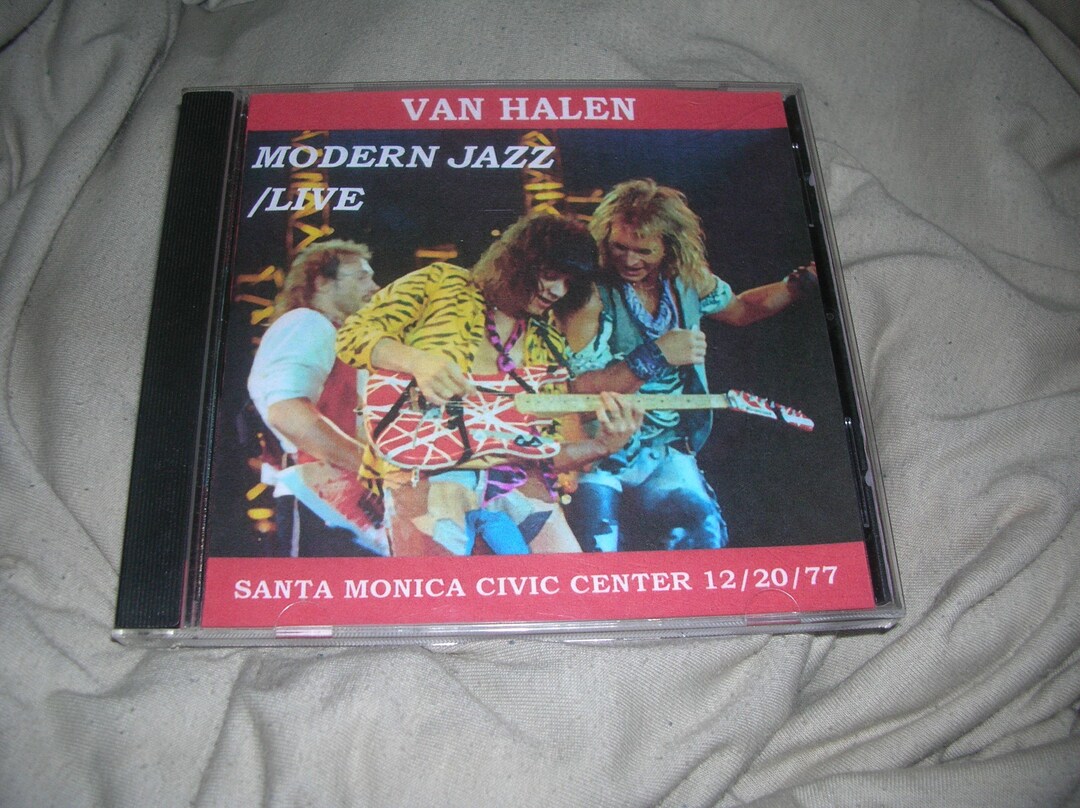 VAN HALEN
MODERN JAZZ
/LIVE
SANTA MONICA CIVIC CENTER 12/20/77